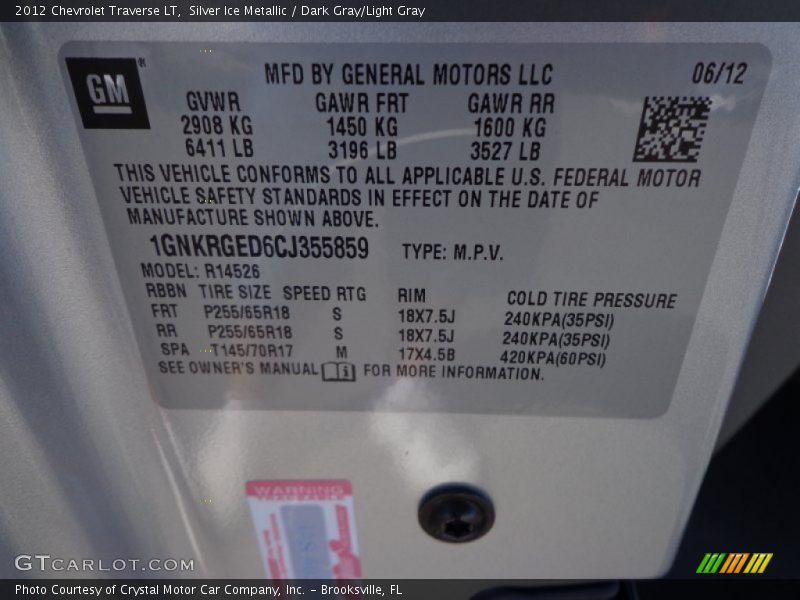 2012 Chevrolet Traverse LT, Silver Ice Metallic / Dark Gray/Light Gray
GM®
MFD BY GENERAL MOTORS LLC 06/12
GVWR GAWR FRT GAWR RR
2908 KG 1450 KG 1600 KG
6411 LB 3196 LB 3527 LB
THIS VEHICLE CONFORMS TO ALL APPLICABLE U.S. FEDERAL MOTOR
VEHICLE SAFETY STANDARDS IN EFFECT ON THE DATE OF
MANUFACTURE SHOWN ABOVE.
1GNKRGED6CJ355859 TYPE: M.P.V.
MODEL: R14526
RBBN TIRE SIZE SPEED RTG RIM COLD TIRE PRESSURE
FRT P255/65R18 S 18X7.5J 240KPA(35PSI)
RR P255/65R18 S 18X7.5J 240KPA(35PSI)
SPA T145/70R17 M 17X4.5B 420KPA(60PSI)
SEE OWNER'S MANUAL FOR MORE INFORMATION.
WARNING
GTCARLOT.COM
Photo Courtesy of Crystal Motor Car Company, Inc. – Brooksville, FL